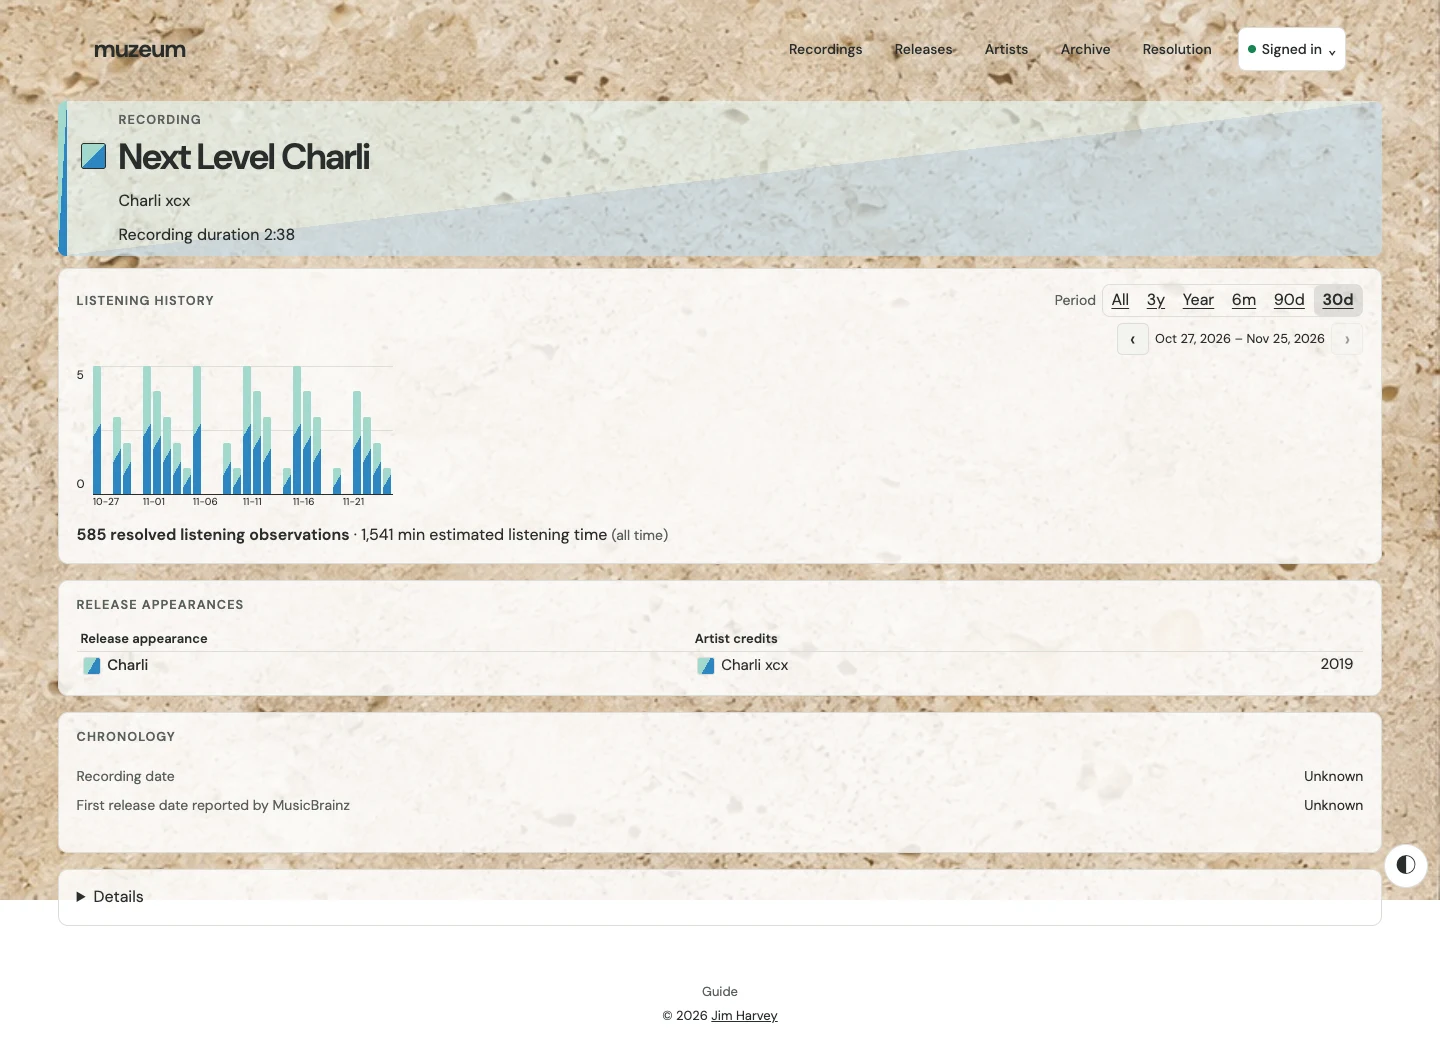 muzeum
Recordings Releases Artists Archive Resolution Signed in
RECORDING
Next Level Charli
Charli xcx
Recording duration 2:38
LISTENING HISTORY
Period All 3y Year 6m 90d 30d
‹ Oct 27, 2026 – Nov 25, 2026 ›
5
0
10-27 11-01 11-06 11-11 11-16 11-21
585 resolved listening observations · 1,541 min estimated listening time (all time)
RELEASE APPEARANCES
Release appearance Artist credits
Charli Charli xcx 2019
CHRONOLOGY
Recording date Unknown
First release date reported by MusicBrainz Unknown
Details
Guide
© 2026 Jim Harvey